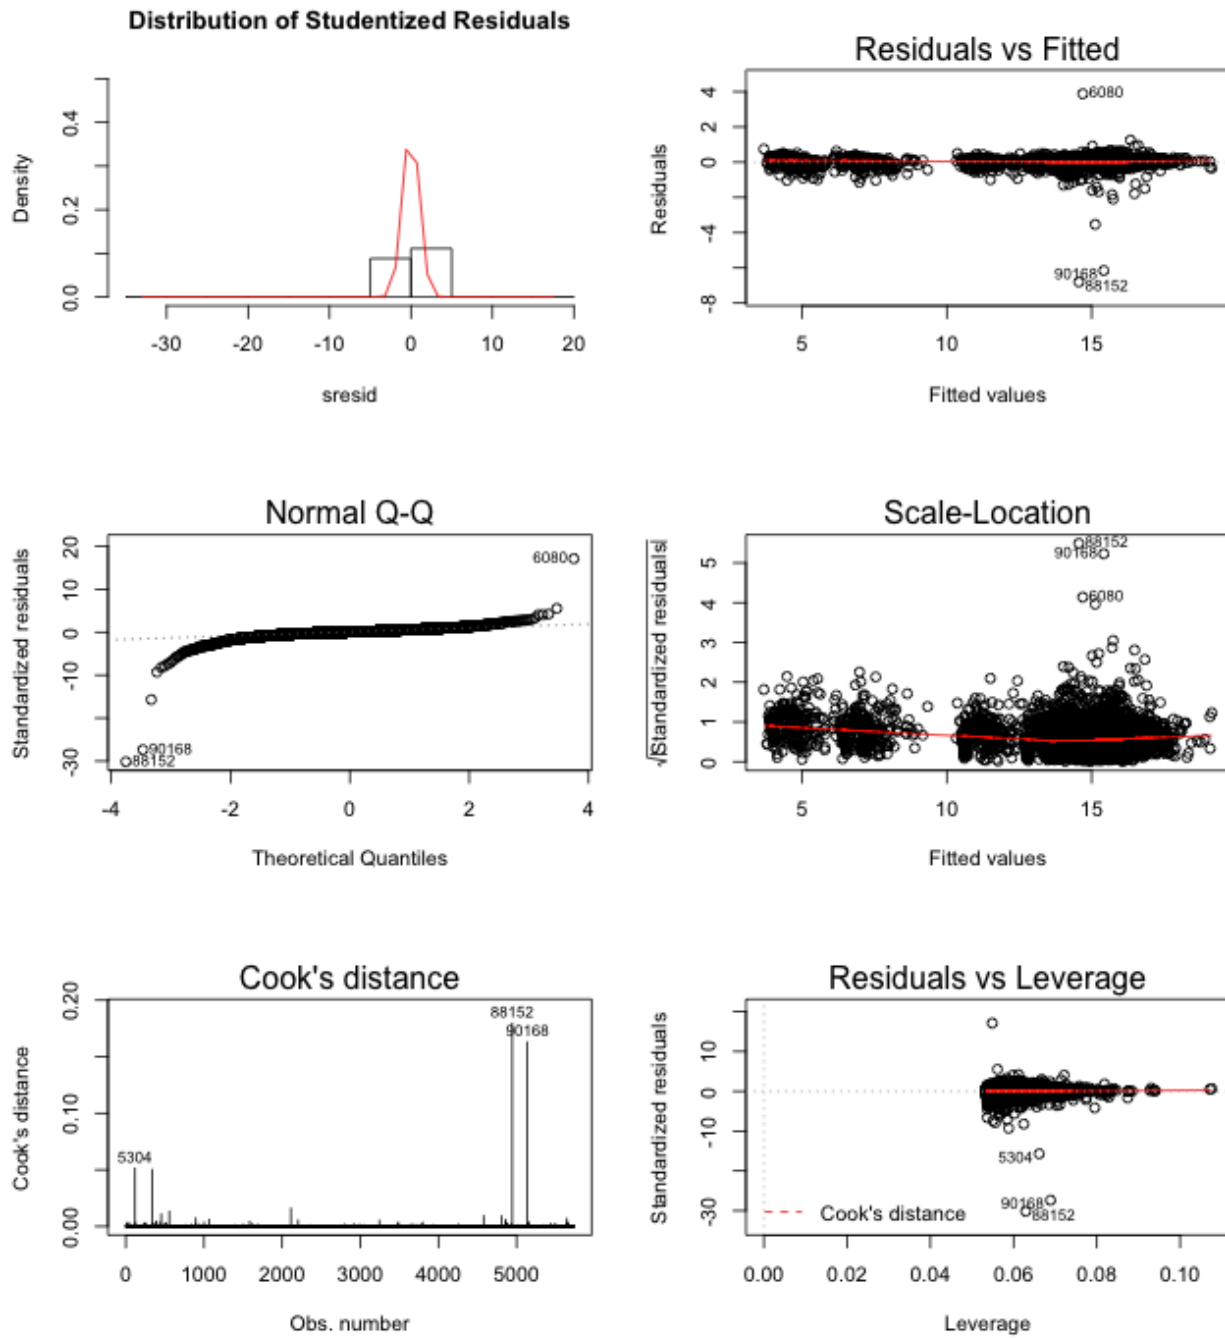 Distribution of Studentized Residuals
Density
0.0 0.2 0.4
-30 -20 -10 0 10 20
sresid
Residuals vs Fitted
Residuals
-8 -4 0 2 4
6080
90168
88152
5 10 15
Fitted values
Normal Q-Q
Standardized residuals
-30 -10 0 10 20
6080
90168
88152
-4 -2 0 2 4
Theoretical Quantiles
Scale-Location
√|Standardized residuals|
0 1 2 3 4 5
88152
90168
6080
5 10 15
Fitted values
Cook's distance
Cook's distance
0.00 0.10 0.20
88152
90168
5304
0 1000 2000 3000 4000 5000
Obs. number
Residuals vs Leverage
Standardized residuals
-30 -10 0 10
5304
90168
88152
Cook's distance
0.00 0.02 0.04 0.06 0.08 0.10
Leverage